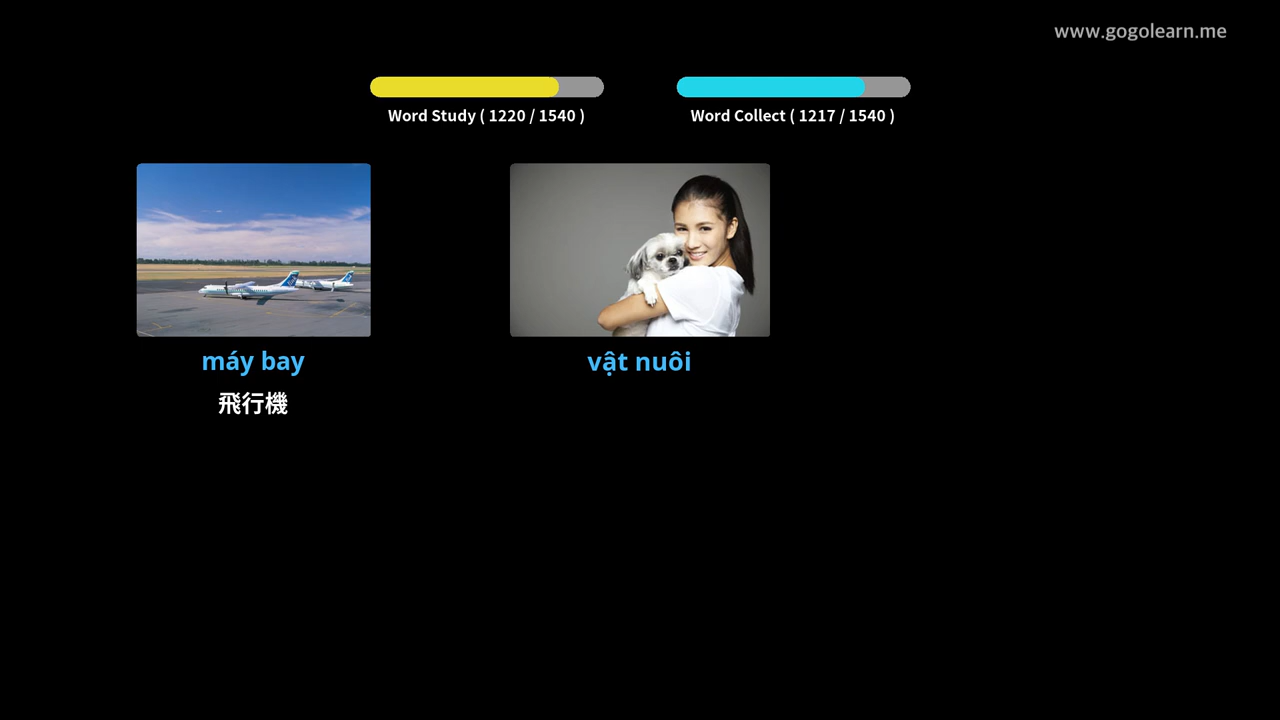 www.gogolearn.me
Word Study ( 1220 / 1540 )
Word Collect ( 1217 / 1540 )
máy bay
飛行機
vật nuôi